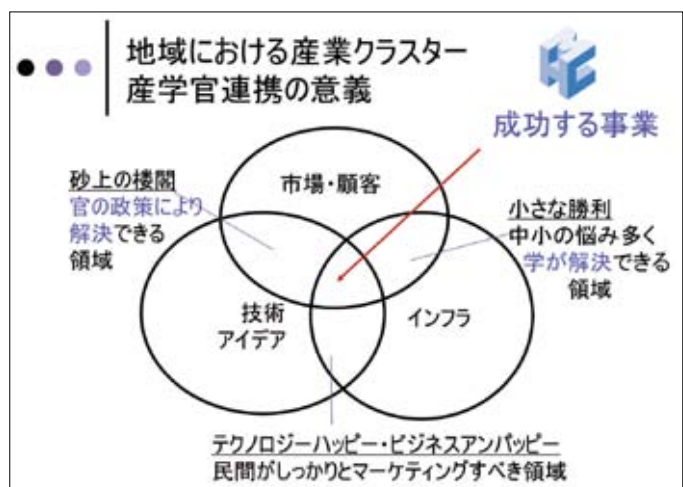 地域における産業クラスター
産学官連携の意義
成功する事業
市場・顧客
砂上の楼閣
官の政策により
解決できる
領域
小さな勝利
中小の悩み多く
学が解決できる
領域
技術
アイデア
インフラ
テクノロジーハッピー・ビジネスアンパッピー
民間がしっかりとマーケティングすべき領域